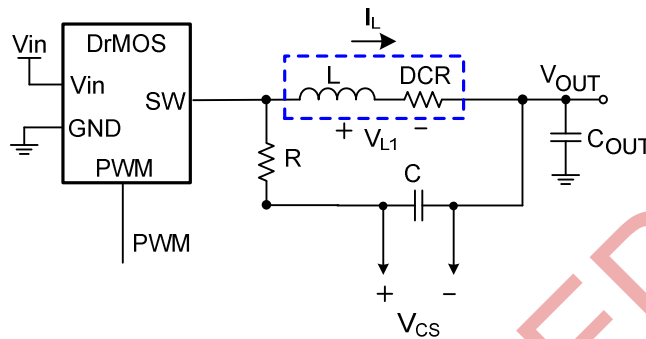 Vin
DrMOS
Vin
SW
GND
PWM
PWM
I_L
L
DCR
+ V_L1 −
R
C
V_OUT
C_OUT
+ −
V_CS